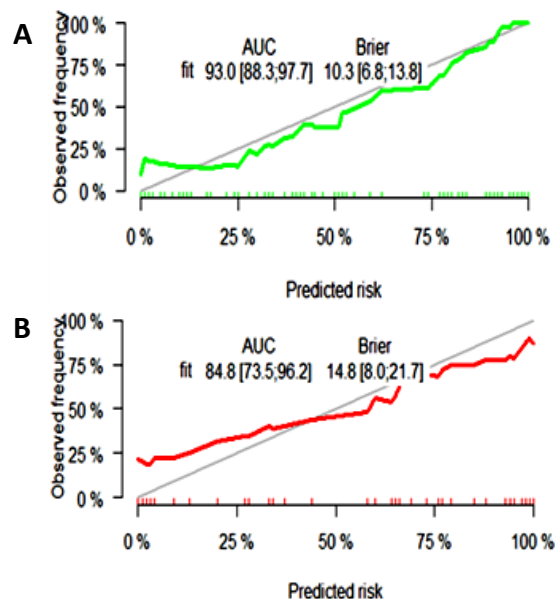 A
100 %
75 %
50 %
25 %
0 %
Observed frequency
AUC Brier
fit 93.0 [88.3;97.7] 10.3 [6.8;13.8]
0 % 25 % 50 % 75 % 100 %
Predicted risk
B
100 %
75 %
50 %
25 %
0 %
Observed frequency
AUC Brier
fit 84.8 [73.5;96.2] 14.8 [8.0;21.7]
0 % 25 % 50 % 75 % 100 %
Predicted risk